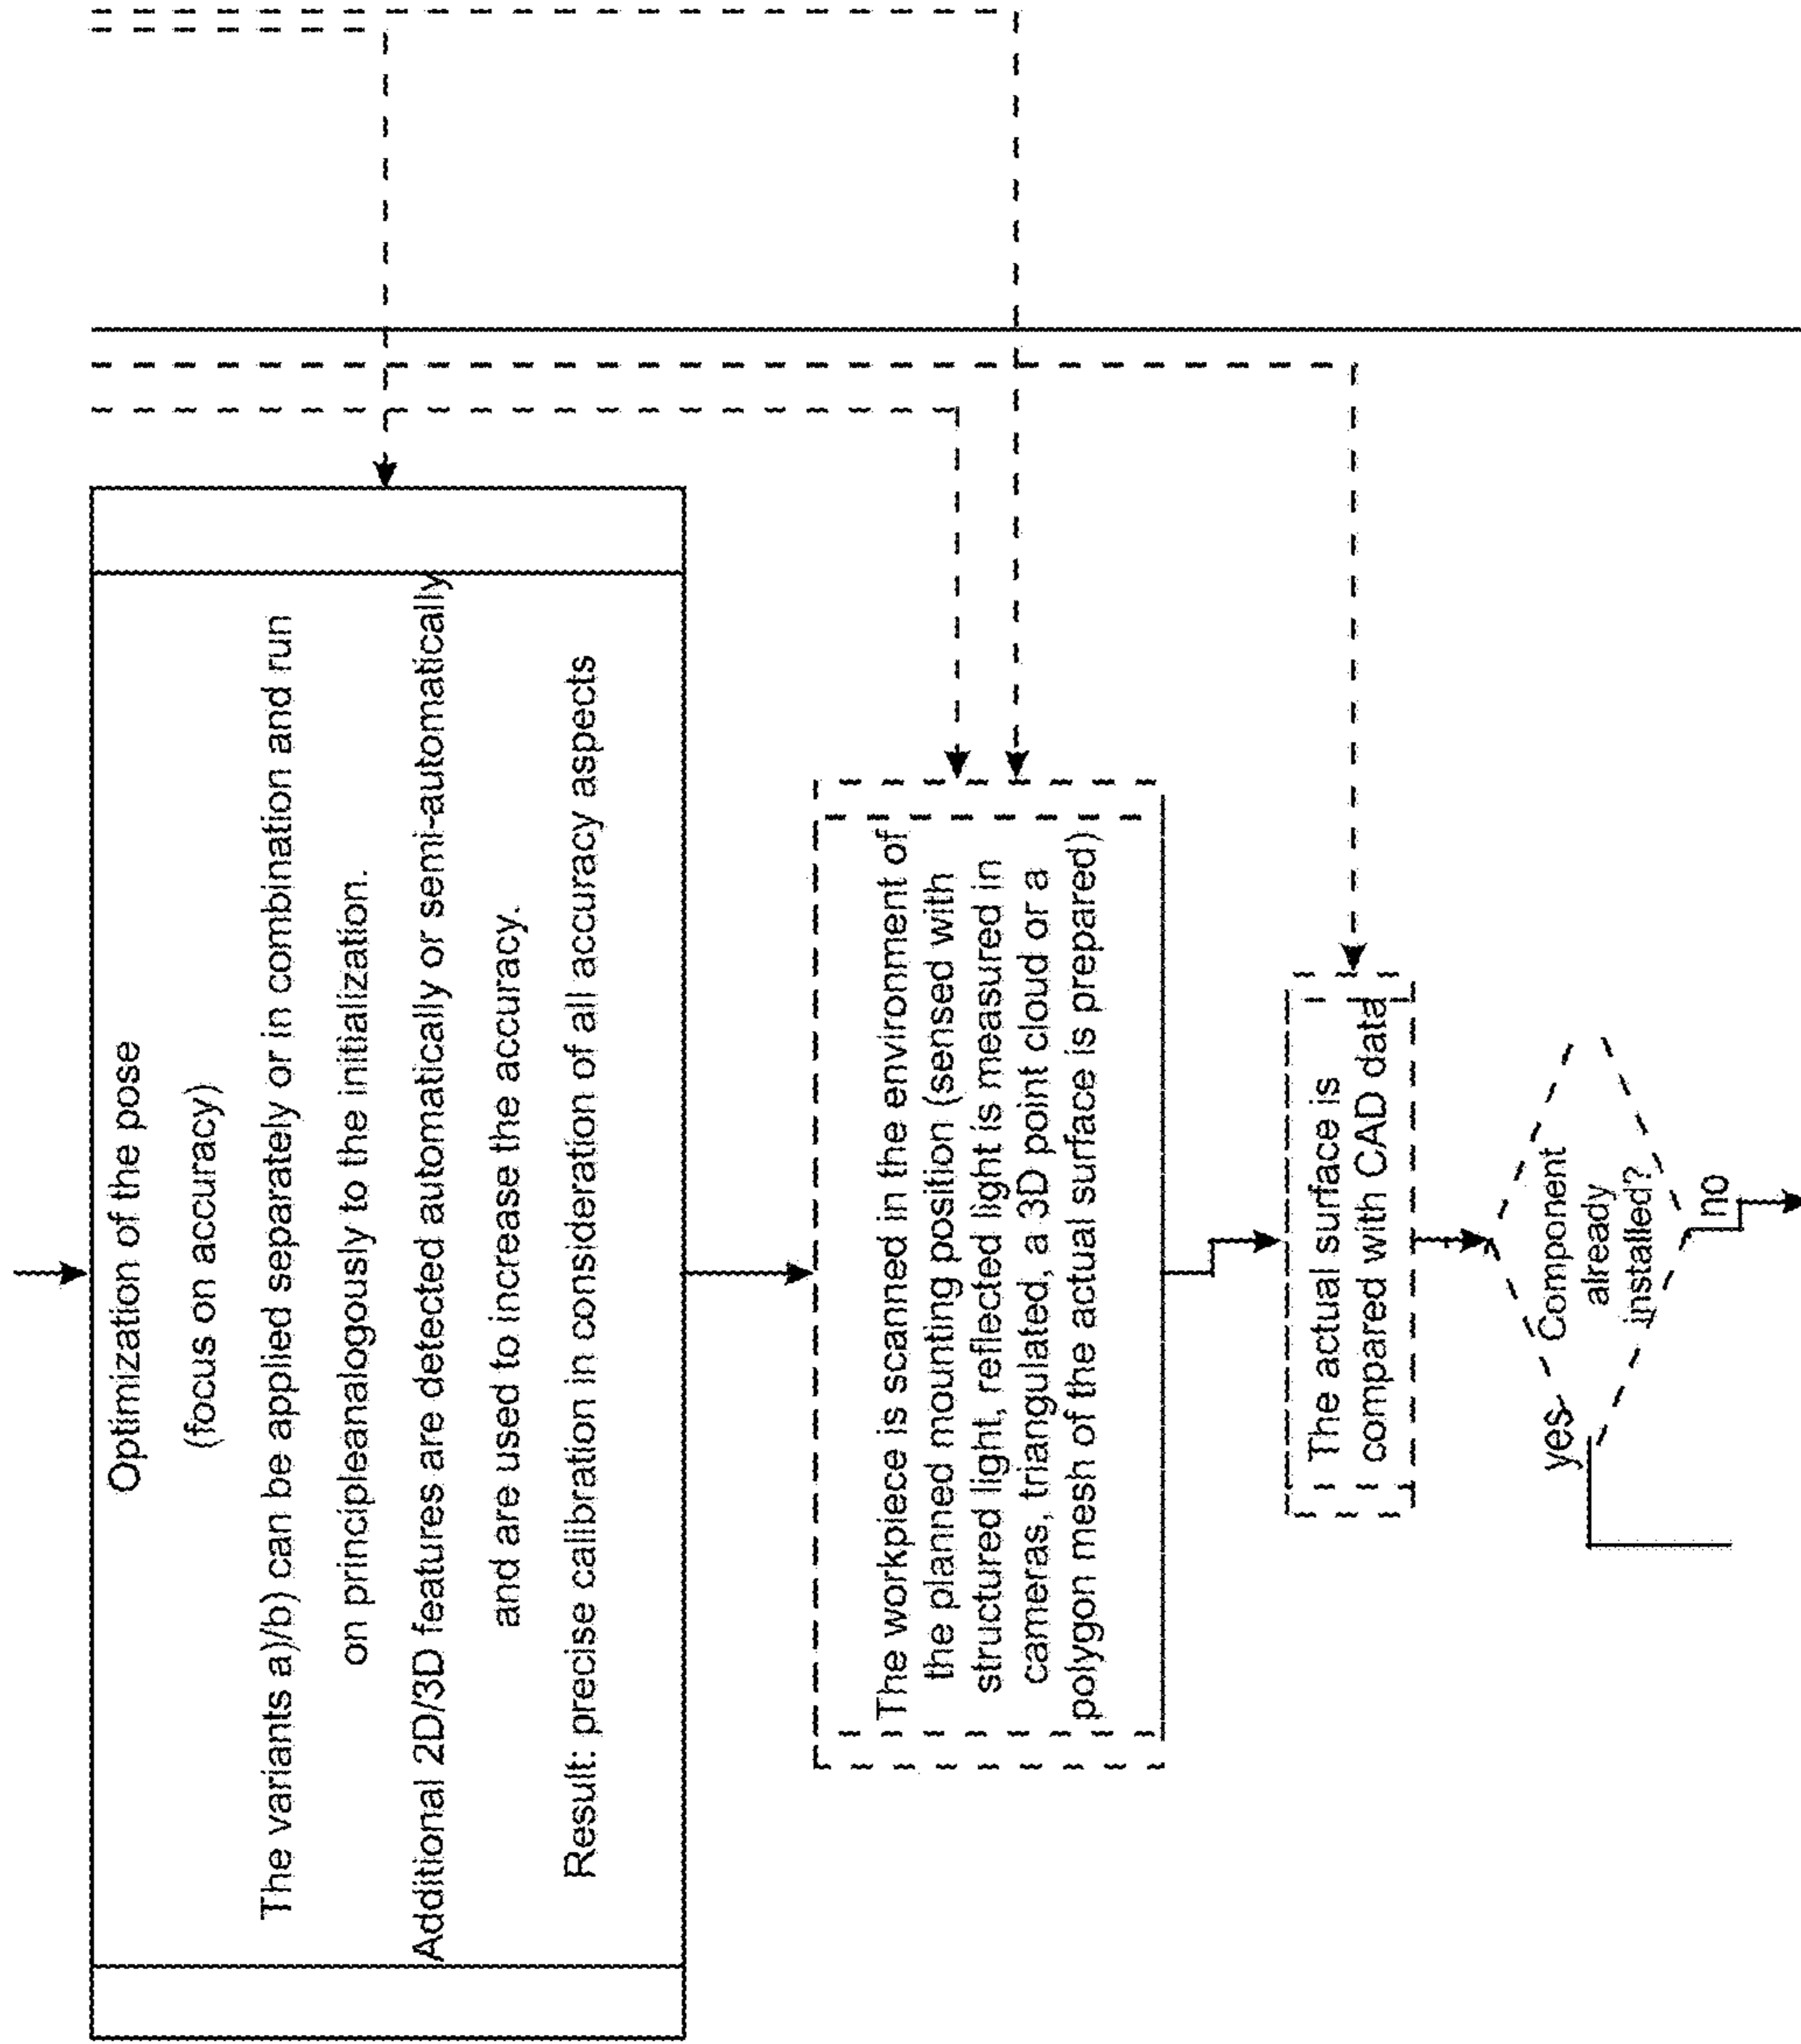 Optimization of the pose
(focus on accuracy)
The variants a)/b) can be applied separately or in combination and run
on principleanalogously to the initialization.
Additional 2D/3D features are detected automatically or semi-automatically
and are used to increase the accuracy.
Result: precise calibration in consideration of all accuracy aspects
The workpiece is scanned in the environment of
the planned mounting position (sensed with
structured light, reflected light is measured in
cameras, triangulated, a 3D point cloud or a
polygon mesh of the actual surface is prepared)
The actual surface is
compared with CAD data
Component
already
installed?
yes
no